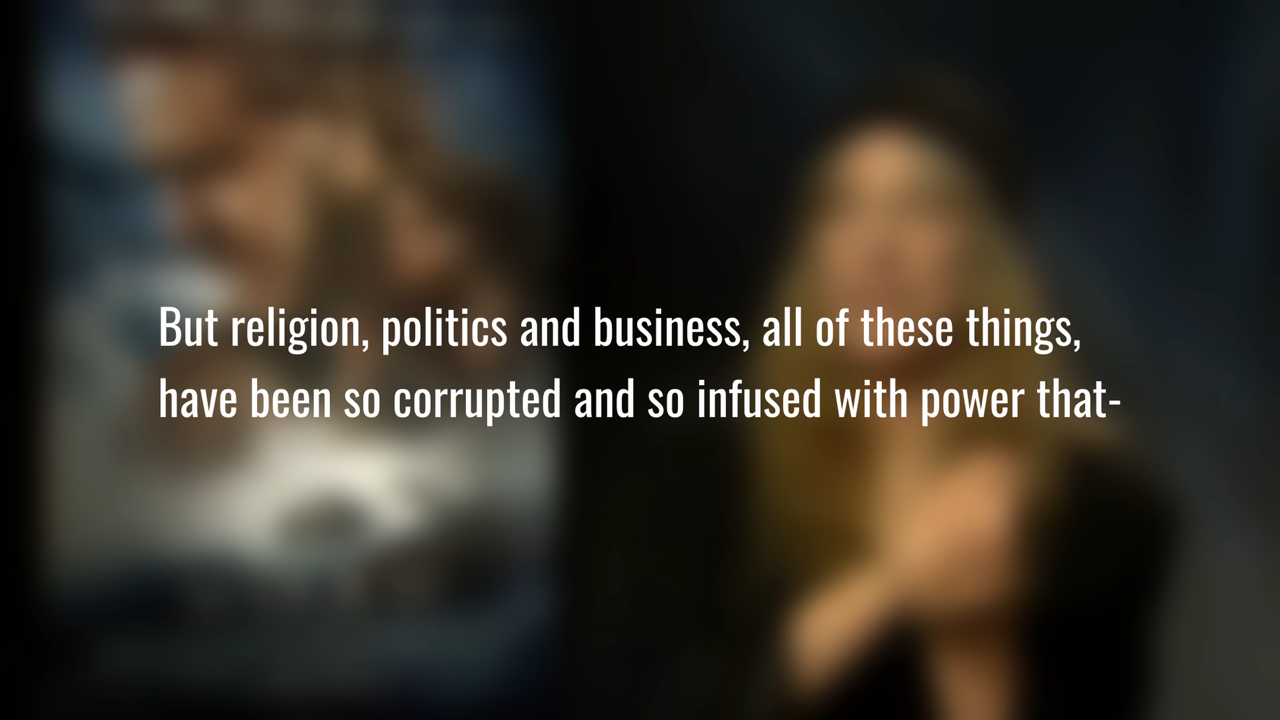 But religion, politics and business, all of these things,
have been so corrupted and so infused with power that-